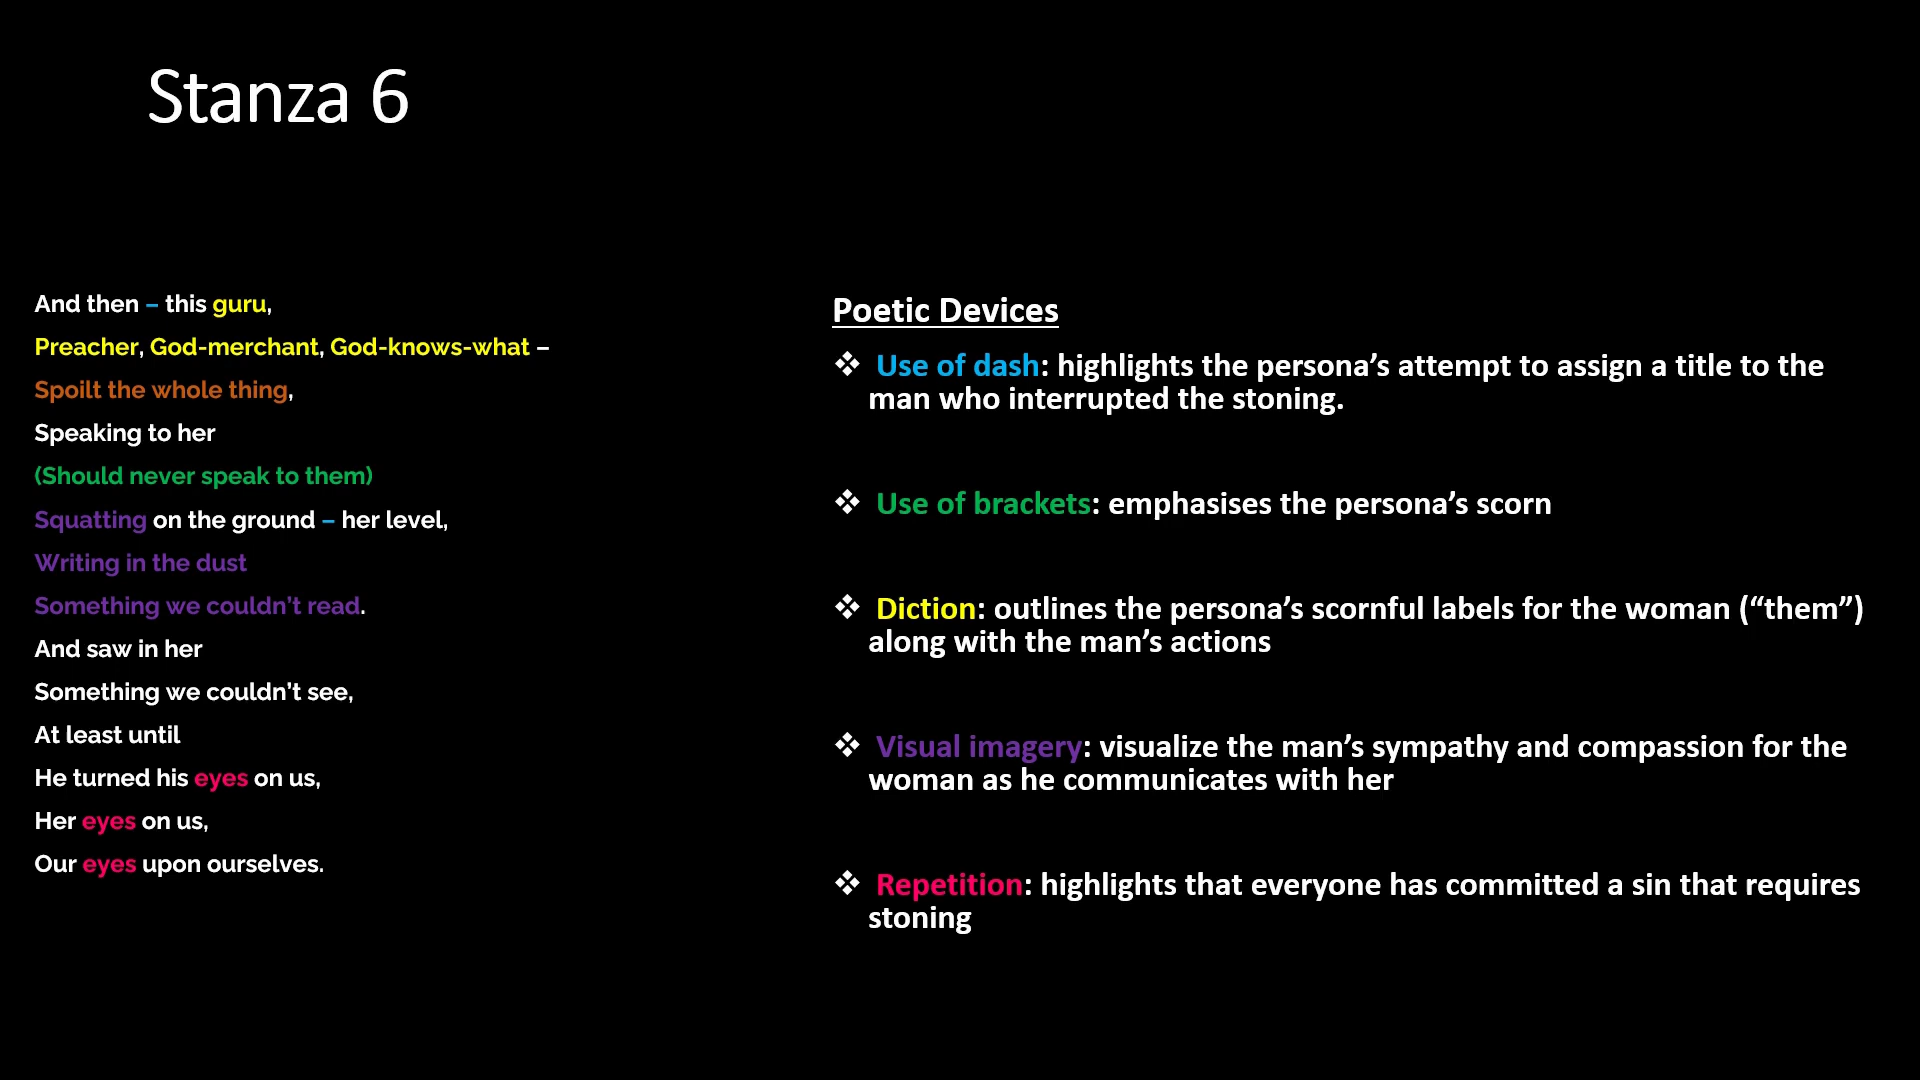 Stanza 6
And then – this guru,
Preacher, God-merchant, God-knows-what –
Spoilt the whole thing,
Speaking to her
(Should never speak to them)
Squatting on the ground – her level,
Writing in the dust
Something we couldn’t read.
And saw in her
Something we couldn’t see,
At least until
He turned his eyes on us,
Her eyes on us,
Our eyes upon ourselves.
Poetic Devices
❖ Use of dash: highlights the persona’s attempt to assign a title to the
man who interrupted the stoning.
❖ Use of brackets: emphasises the persona’s scorn
❖ Diction: outlines the persona’s scornful labels for the woman (“them”)
along with the man’s actions
❖ Visual imagery: visualize the man’s sympathy and compassion for the
woman as he communicates with her
❖ Repetition: highlights that everyone has committed a sin that requires
stoning